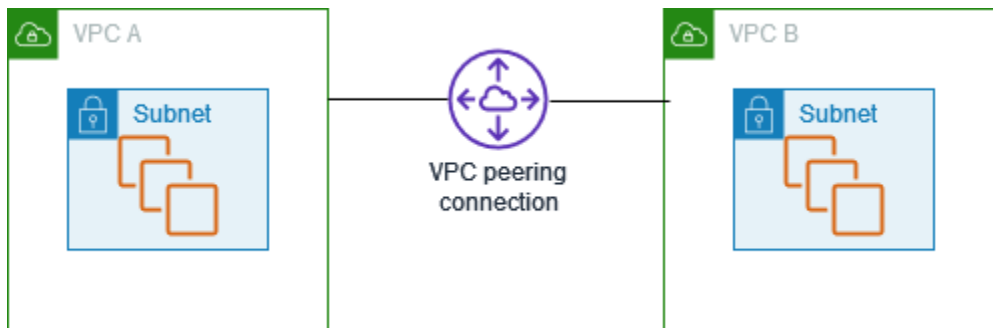 VPC A
VPC B
Subnet
Subnet
VPC peering
connection